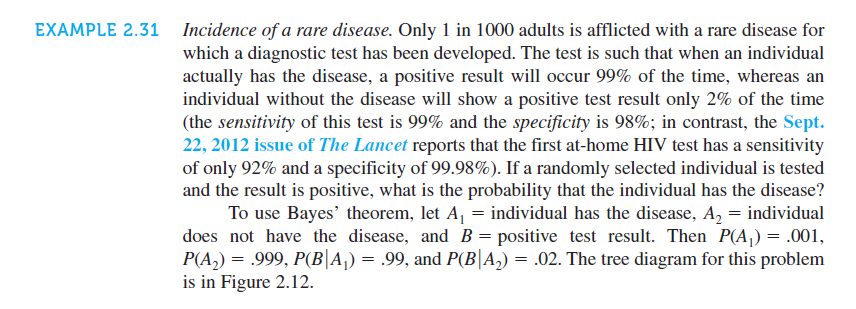 EXAMPLE 2.31 Incidence of a rare disease. Only 1 in 1000 adults is afflicted with a rare disease for
which a diagnostic test has been developed. The test is such that when an individual
actually has the disease, a positive result will occur 99% of the time, whereas an
individual without the disease will show a positive test result only 2% of the time
(the sensitivity of this test is 99% and the specificity is 98%; in contrast, the Sept.
22, 2012 issue of The Lancet reports that the first at-home HIV test has a sensitivity
of only 92% and a specificity of 99.98%). If a randomly selected individual is tested
and the result is positive, what is the probability that the individual has the disease?
To use Bayes’ theorem, let A₁ = individual has the disease, A₂ = individual
does not have the disease, and B = positive test result. Then P(A₁) = .001,
P(A₂) = .999, P(B|A₁) = .99, and P(B|A₂) = .02. The tree diagram for this problem
is in Figure 2.12.